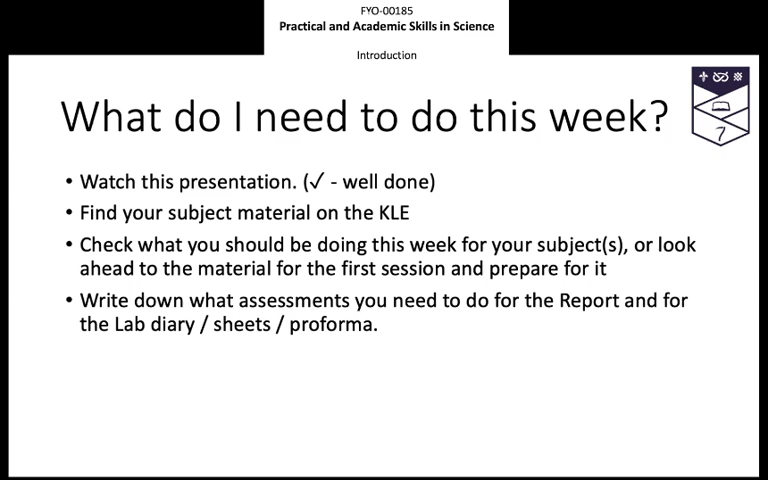 FYO-00185
Practical and Academic Skills in Science
Introduction
What do I need to do this week?
• Watch this presentation. (✓ - well done)
• Find your subject material on the KLE
• Check what you should be doing this week for your subject(s), or look
ahead to the material for the first session and prepare for it
• Write down what assessments you need to do for the Report and for
the Lab diary / sheets / proforma.